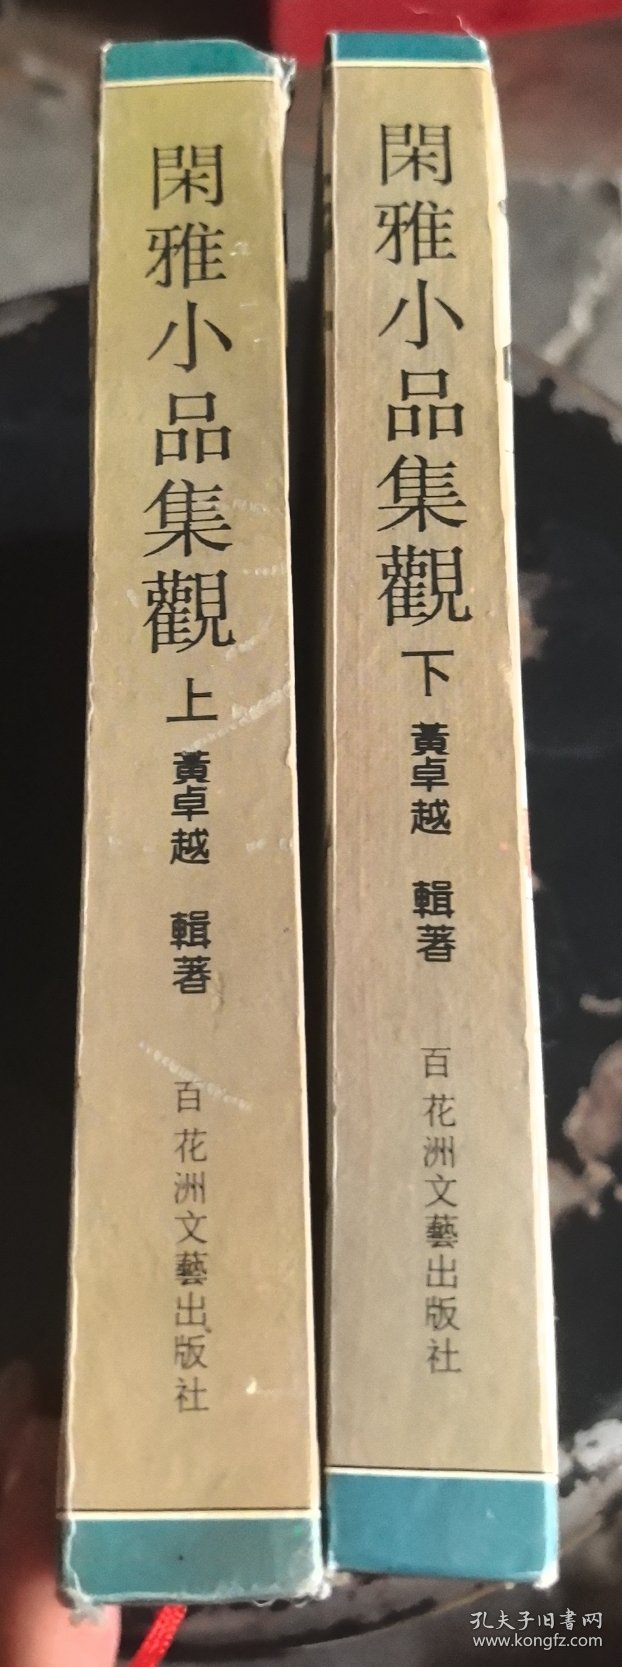 閑雅小品集觀 上 黃卓越 輯著 百花洲文藝出版社
閑雅小品集觀 下 黃卓越 輯著 百花洲文藝出版社
孔夫子旧書网
www.kongfz.com